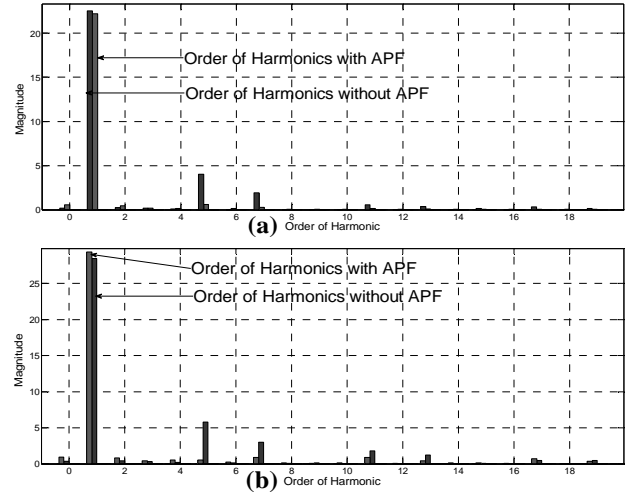 20
15
10
5
0
Magnitude
Order of Harmonics with APF
Order of Harmonics without APF
0 2 4 6 8 10 12 14 16 18
(a)
Order of Harmonic
25
20
15
10
5
0
Magnitude
Order of Harmonics with APF
Order of Harmonics without APF
0 2 4 6 8 10 12 14 16 18
(b)
Order of Harmonic